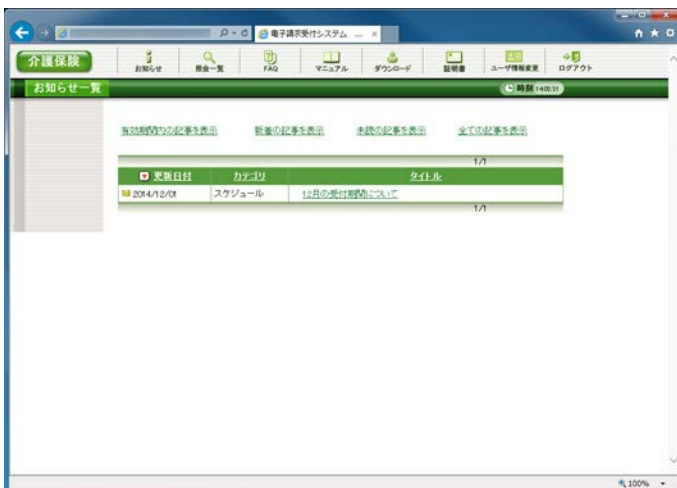 電子請求受付システム ...
介護保険
お知らせ 照会一覧 FAQ マニュアル ダウンロード 証明書 ユーザ情報変更 ログアウト
お知らせ一覧 時刻 14:02:31
有効期間内の記事を表示 新着の記事を表示 未読の記事を表示 全ての記事を表示
1/1
更新日付 カテゴリ タイトル
2014/12/01 スケジュール 12月の受付期間について
1/1
100%